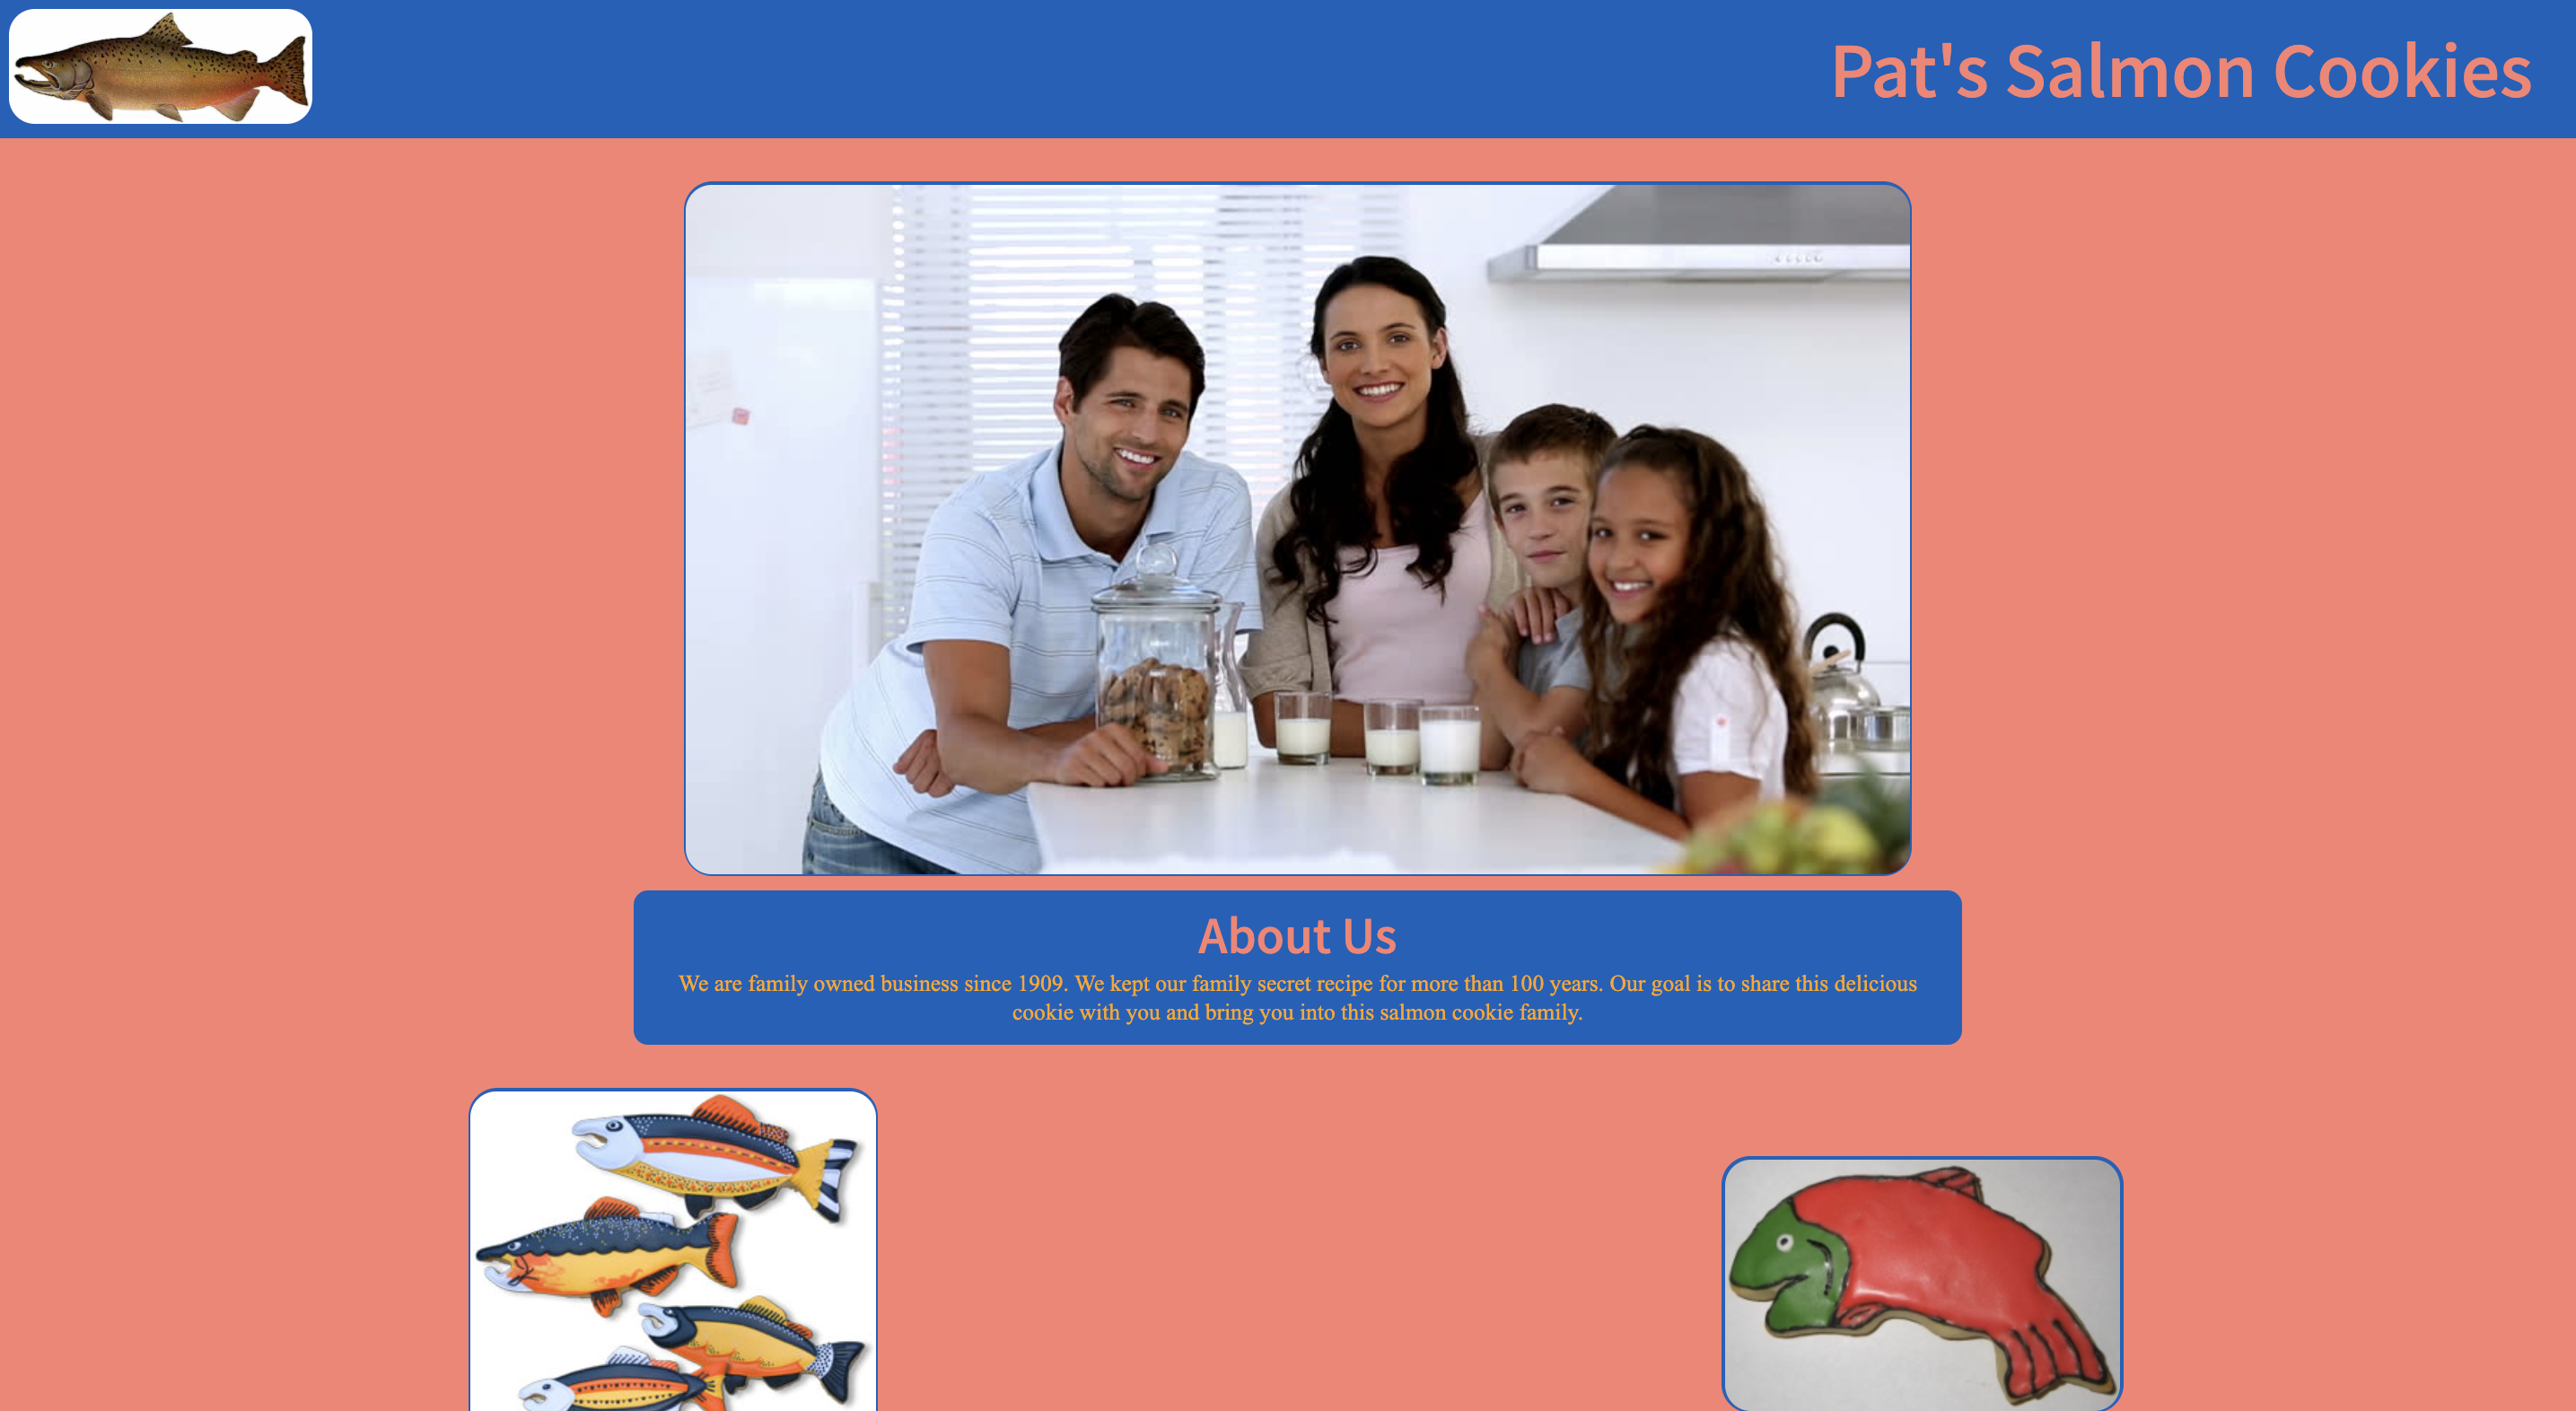 Pat's Salmon Cookies
About Us
We are family owned business since 1909. We kept our family secret recipe for more than 100 years. Our goal is to share this delicious
cookie with you and bring you into this salmon cookie family.